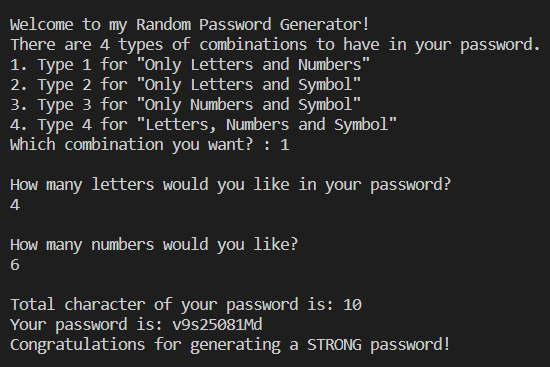 Welcome to my Random Password Generator!
There are 4 types of combinations to have in your password.
1. Type 1 for "Only Letters and Numbers"
2. Type 2 for "Only Letters and Symbol"
3. Type 3 for "Only Numbers and Symbol"
4. Type 4 for "Letters, Numbers and Symbol"
Which combination you want? : 1
How many letters would you like in your password?
4
How many numbers would you like?
6
Total character of your password is: 10
Your password is: v9s25081Md
Congratulations for generating a STRONG password!